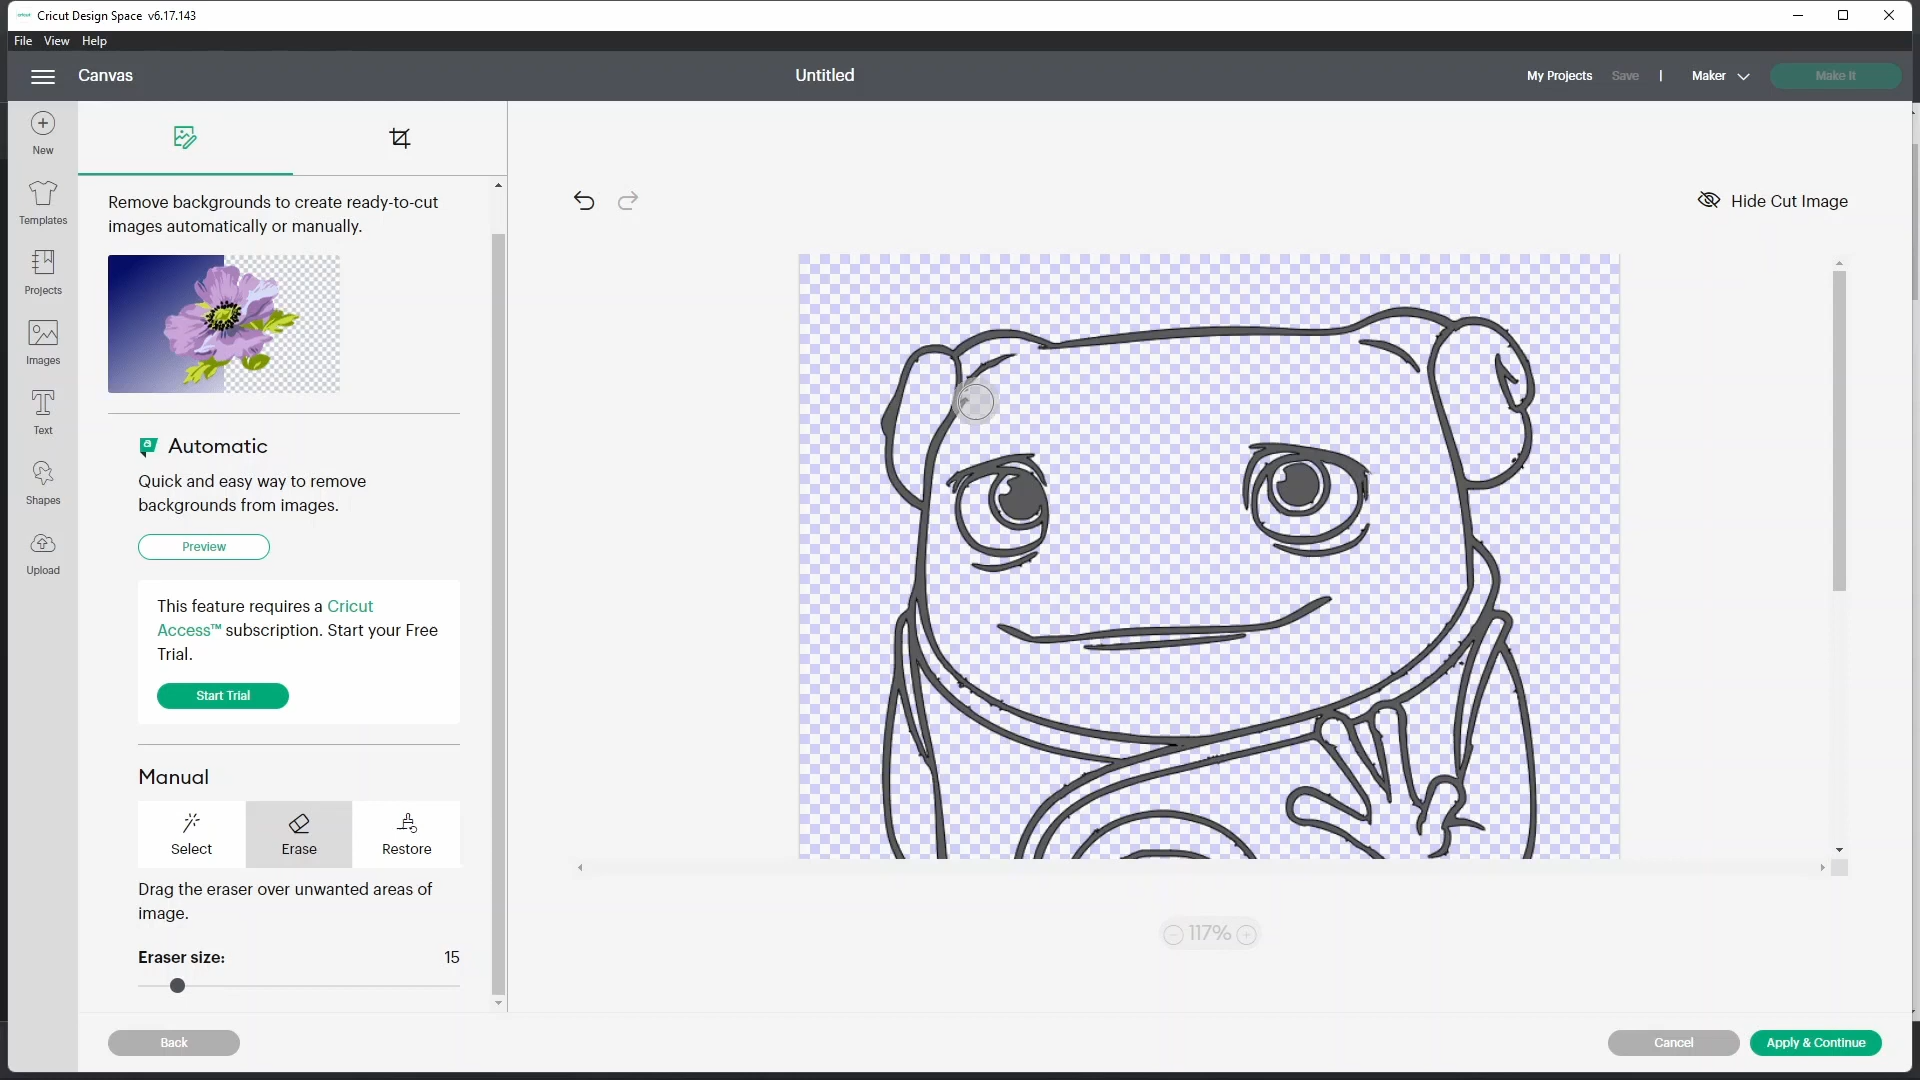 Cricut Design Space v6.17.143
File View Help
Canvas
Untitled
My Projects Save | Maker Make It
New
Templates
Projects
Images
Text
Shapes
Upload
Remove backgrounds to create ready-to-cut
images automatically or manually.
Automatic
Quick and easy way to remove
backgrounds from images.
Preview
This feature requires a Cricut
Access™ subscription. Start your Free
Trial.
Start Trial
Manual
Select Erase Restore
Drag the eraser over unwanted areas of
image.
Eraser size: 15
Hide Cut Image
117%
Back
Cancel
Apply & Continue